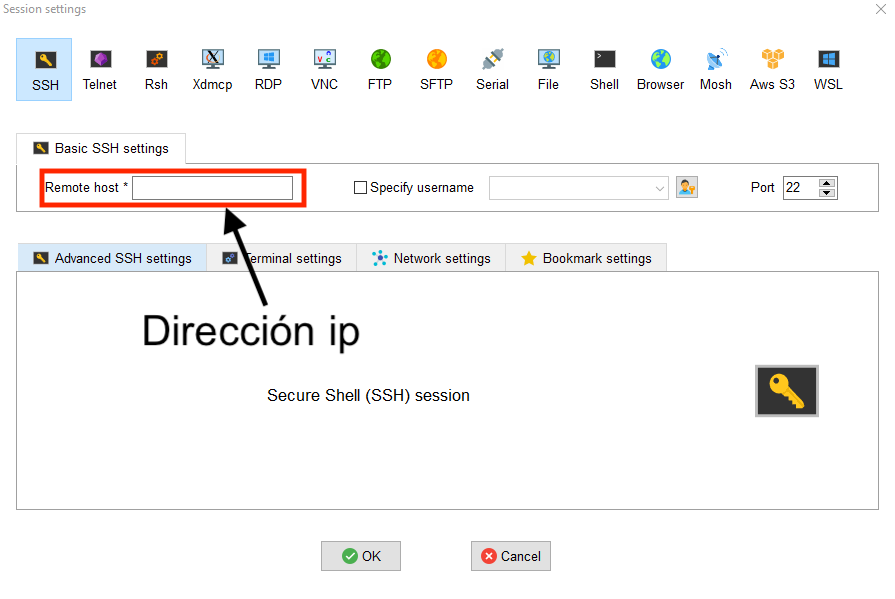 Session settings
SSH Telnet Rsh Xdmcp RDP VNC FTP SFTP Serial File Shell Browser Mosh Aws S3 WSL
Basic SSH settings
Remote host * Specify username Port 22
Advanced SSH settings Terminal settings Network settings Bookmark settings
Dirección ip
Secure Shell (SSH) session
OK Cancel